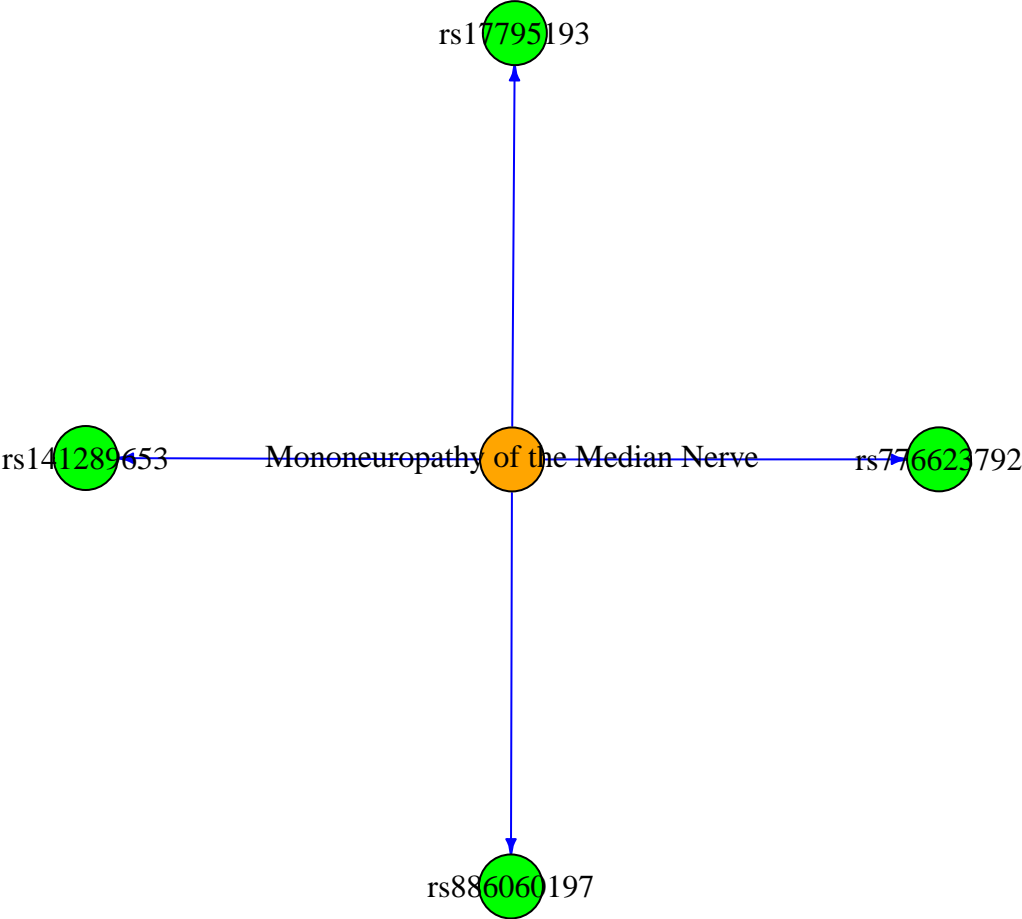 rs17795193
rs141289653
Mononeuropathy of the Median Nerve
rs776623792
rs886060197